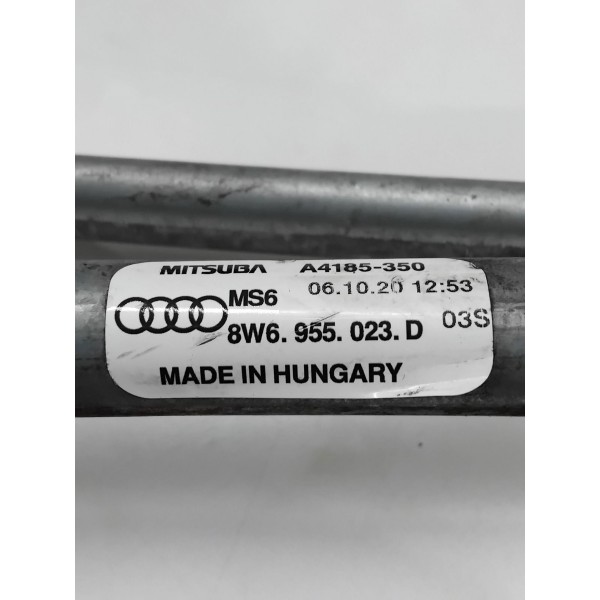 MITSUBA A4185-350
MS6 06.10.20 12:53
8W6. 955. 023. D 03S
MADE IN HUNGARY